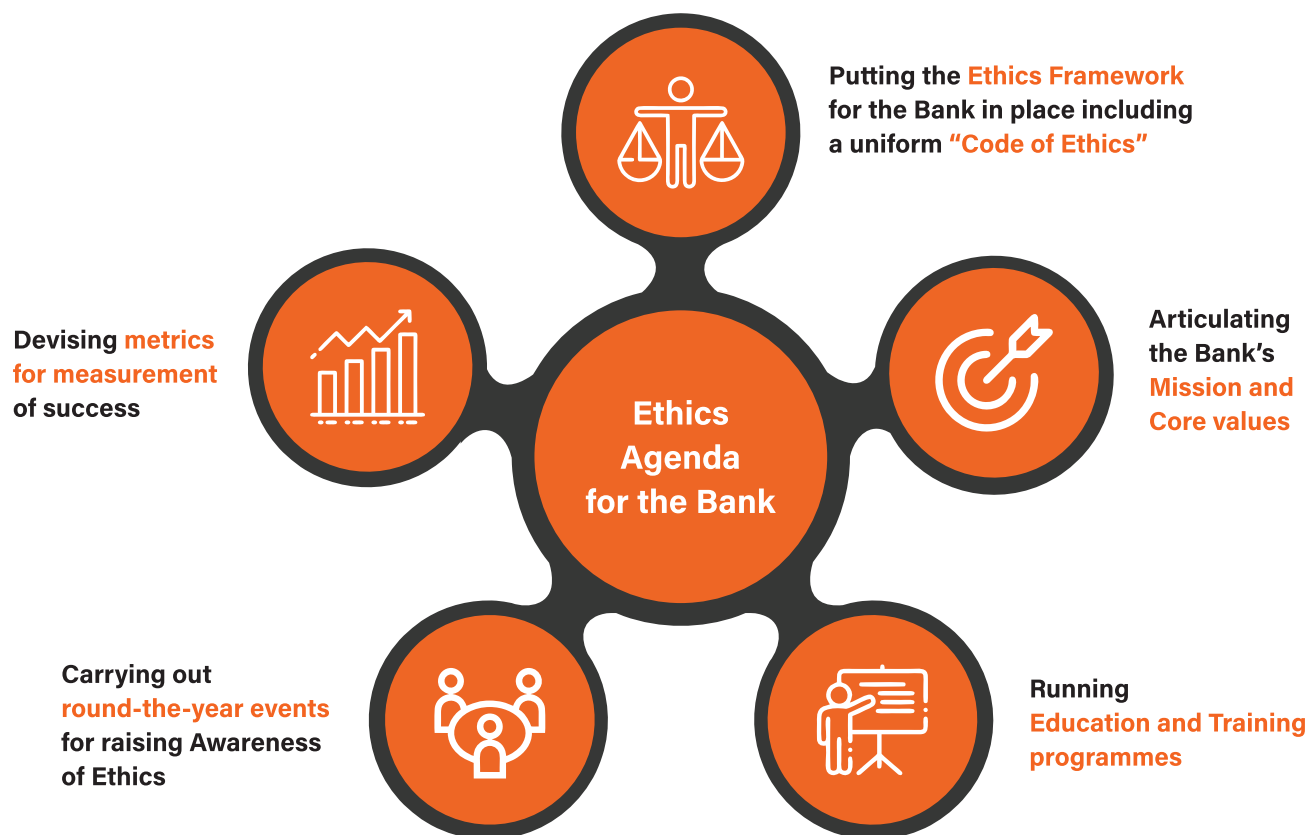 Putting the Ethics Framework
for the Bank in place including
a uniform “Code of Ethics”
Articulating
the Bank’s
Mission and
Core values
Running
Education and Training
programmes
Carrying out
round-the-year events
for raising Awareness
of Ethics
Devising metrics
for measurement
of success
Ethics
Agenda
for the Bank